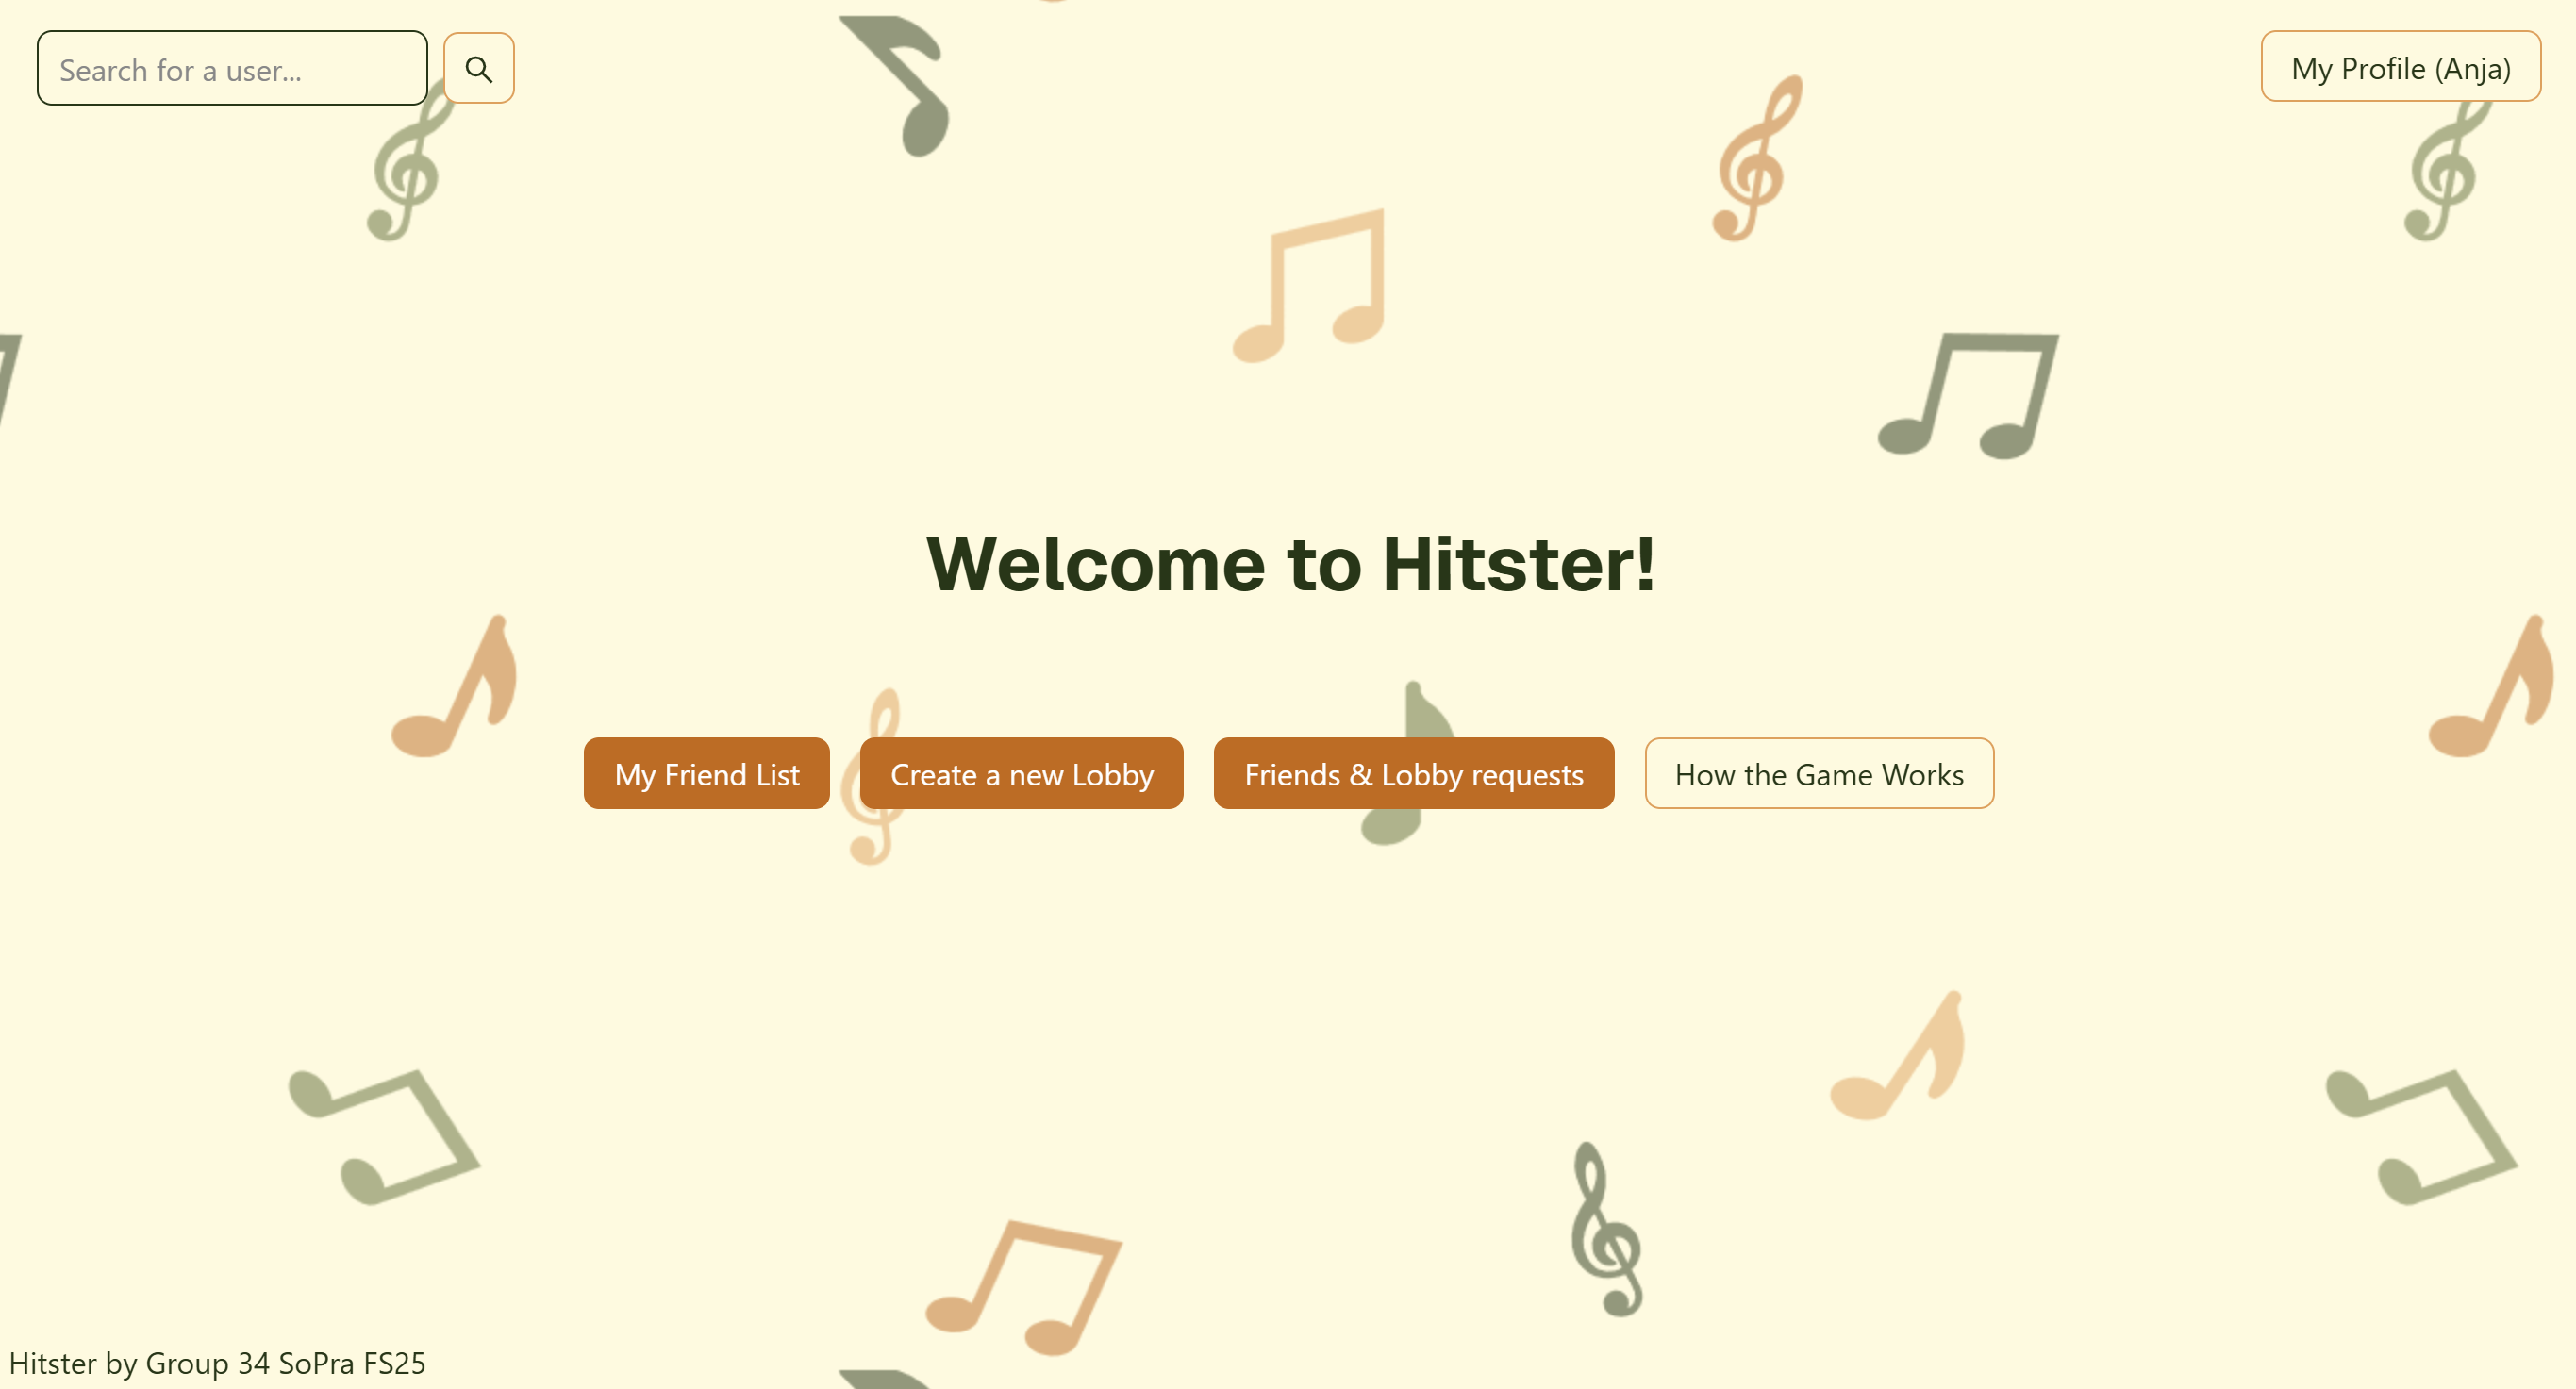 Search for a user...
My Profile (Anja)
Welcome to Hitster!
My Friend List
Create a new Lobby
Friends & Lobby requests
How the Game Works
Hitster by Group 34 SoPra FS25